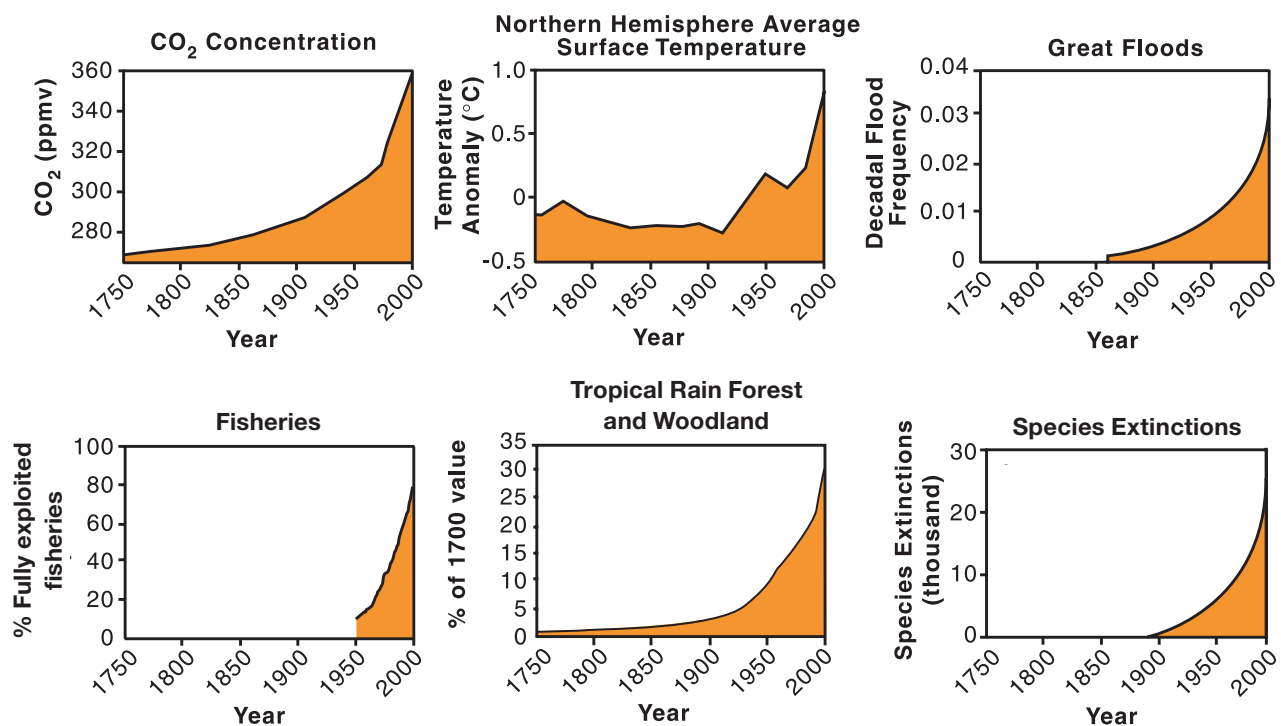 CO2 Concentration
CO2 (ppmv)
360
340
320
300
280
1750
1800
1850
1900
1950
2000
Year
Northern Hemisphere Average
Surface Temperature
Temperature
Anomaly (°C)
1.0
0.5
0
-0.5
1750
1800
1850
1900
1950
2000
Year
Great Floods
Decadal Flood
Frequency
0.04
0.03
0.02
0.01
0
1750
1800
1850
1900
1950
2000
Year
Fisheries
% Fully exploited
fisheries
100
80
60
40
20
0
1750
1800
1850
1900
1950
2000
Year
Tropical Rain Forest
and Woodland
% of 1700 value
35
30
25
20
15
10
5
0
1750
1800
1850
1900
1950
2000
Year
Species Extinctions
Species Extinctions
(thousand)
30
20
10
0
1750
1800
1850
1900
1950
2000
Year